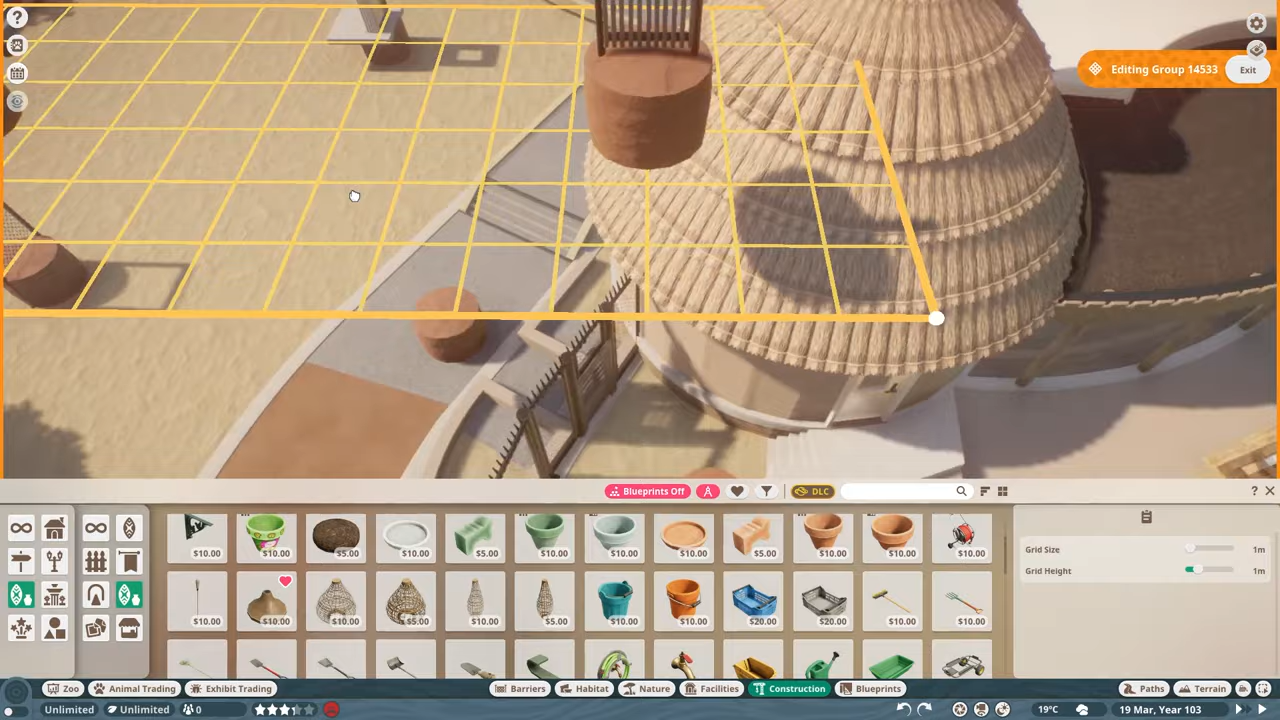 Editing Group 14533
Exit
Blueprints Off
DLC
$10.00 $10.00 $5.00 $10.00 $5.00 $10.00 $10.00 $10.00 $5.00 $10.00 $10.00 $10.00
$10.00 $10.00 $10.00 $5.00 $10.00 $5.00 $10.00 $10.00 $20.00 $20.00 $10.00 $10.00
Grid Size 1m
Grid Height 1m
Zoo Animal Trading Exhibit Trading Barriers Habitat Nature Facilities Construction Blueprints Paths Terrain
Unlimited Unlimited 0 19°C 19 Mar, Year 103